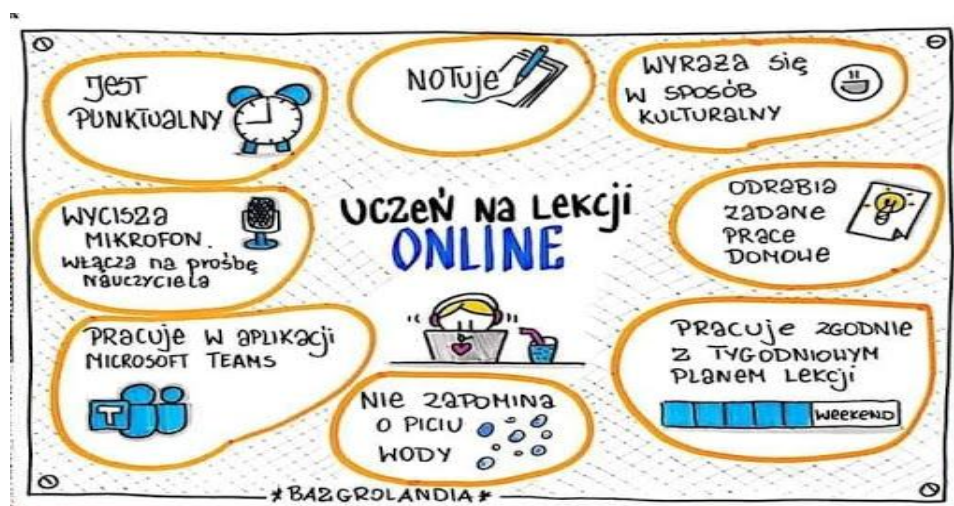 JEST
PUNKTUALNY
NOTUJE
WYRAZA SIĘ
W SPOSÓB
KULTURALNY
WYCISZA
MIKROFON.
WŁĄCZA NA PROŚBĘ
NAUCZYCIELA
UCZEŃ NA LEKCJI
ONLINE
ODRABIA
ZADANE
PRACE
DOMOWE
PRACUJE W APLIKACJI
MICROSOFT TEAMS
T
NIE ZAPOMINA
O PICIU
WODY
PRACUJE ZGODNIE
Z TYGODNIOWYM
PLANEM LEKCJI
WEEKEND
*BAZGROLANDIA*